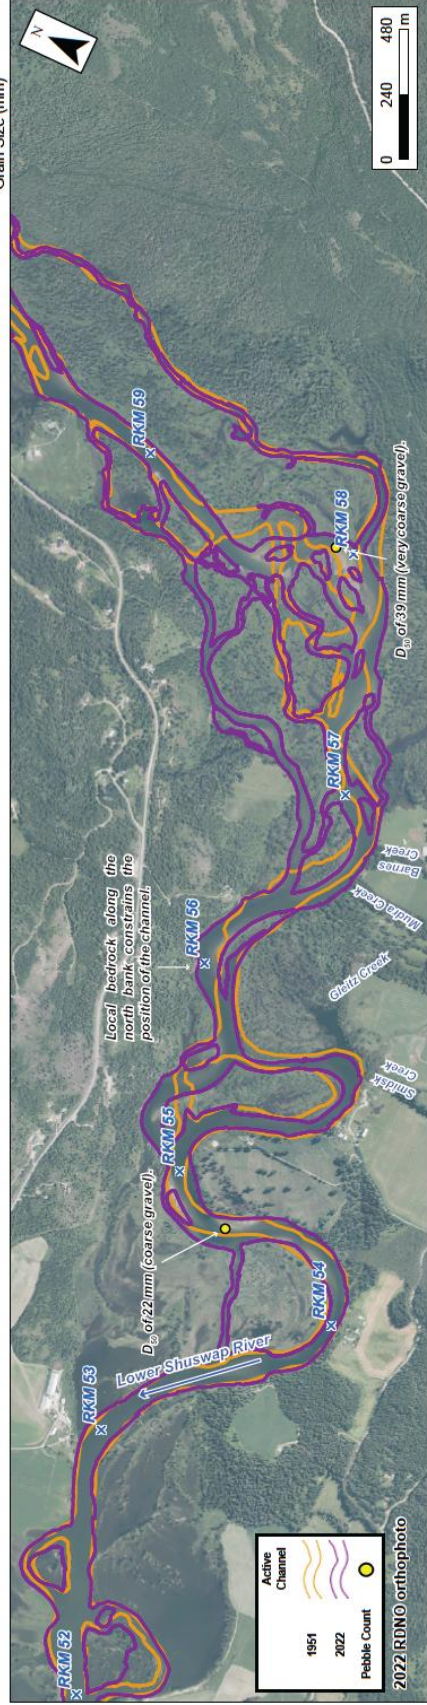 Grain Size (mm)
N
0 240 480
m
RKM 59
RKM 58
D50 of 39 mm (very coarse gravel).
RKM 57
Barnes
Creek
Mudra Creek
Local bedrock along the
north bank constrains the
position of the channel.
RKM 56
Gleitz Creek
Smidsk
Creek
RKM 55
D50 of 22 mm (coarse gravel).
RKM 54
Lower Shuswap River
RKM 53
RKM 52
Active
Channel
1951
2022
Pebble Count
2022 RDNO orthophoto